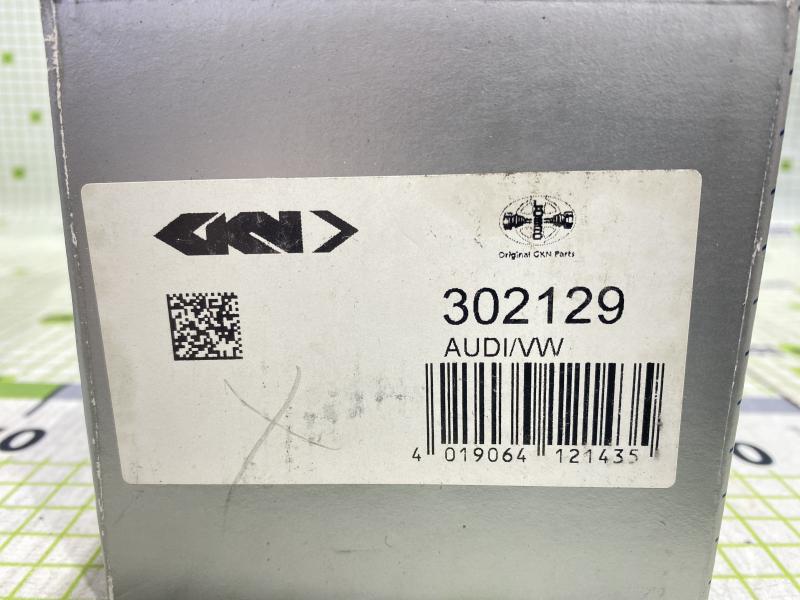 GKN
Original GKN Parts
302129
AUDI/VW
4 019064 121435